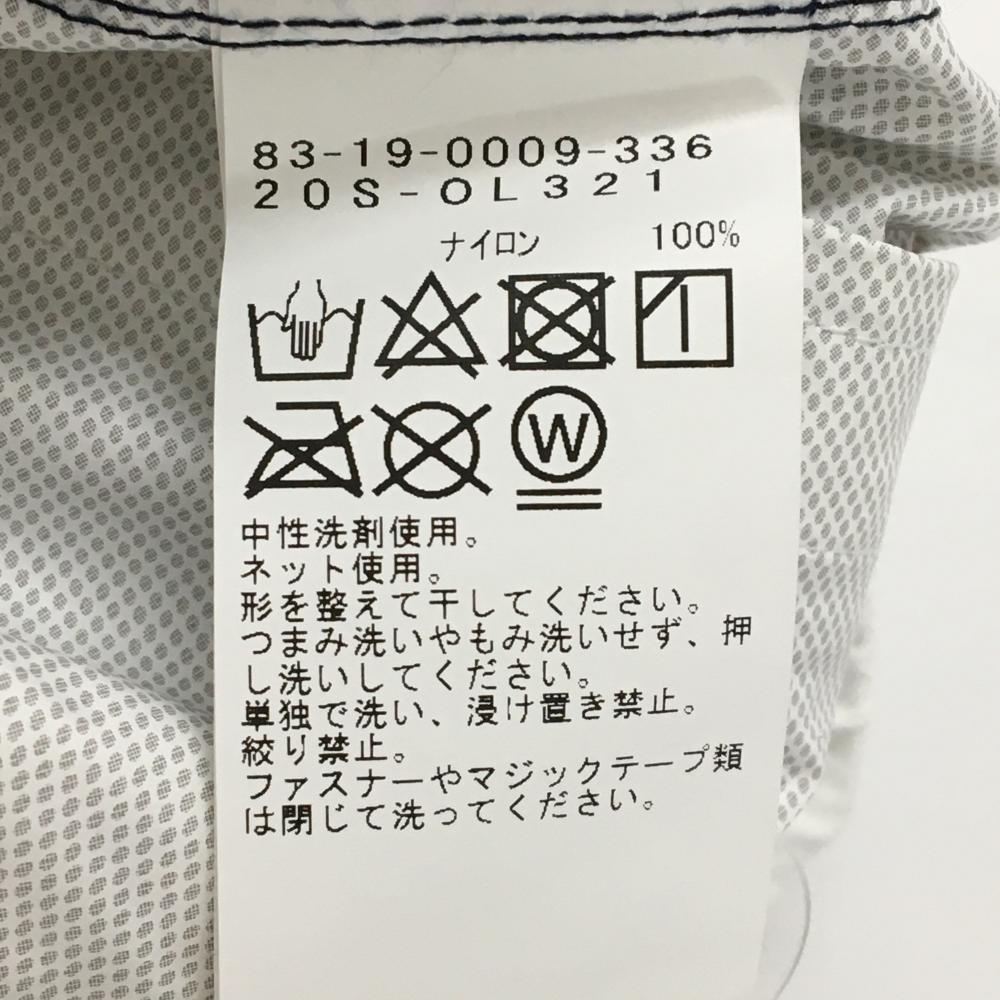 83-19-0009-336
20S-OL321
ナイロン 100%
W
中性洗剤使用。
ネット使用。
形を整えて干してください。
つまみ洗いやもみ洗いせず、押
し洗いしてください。
単独で洗い、浸け置き禁止。
絞り禁止。
ファスナーやマジックテープ類
は閉じて洗ってください。